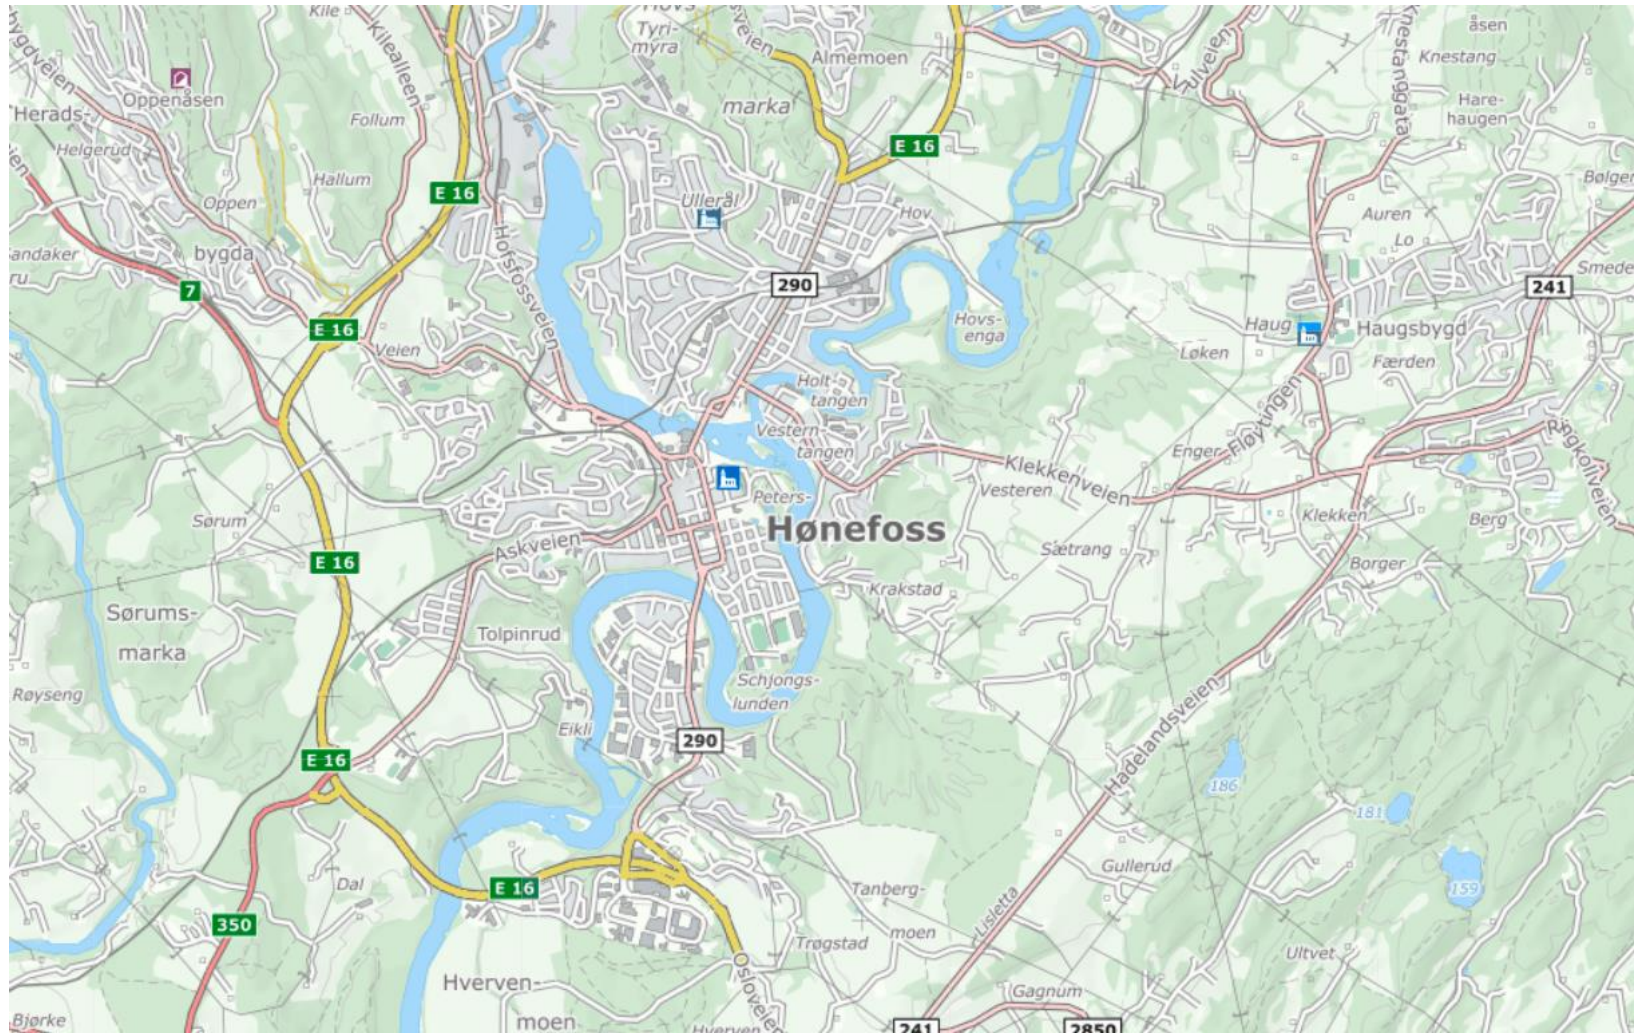 Kile
Kilealleen
Hovs-
Tyri-
myra
Almemoen
Knestanggata
åsen
Knestang
Oppenåsen
Herads-
Helgerud
Follum
marka
Vålveien
Hare-
haugen
E 16
Hallum
E 16
Oppen
Ullerål
Hov
Auren
Lo
bygda
Hofsfossveien
7
290
241
E 16
Veien
Hovs-
enga
Haug
Haugsbygd
Løken
Færden
Holt-
tangen
Vestern-
tangen
Fløytingen
Enger
Klekkenveien
Vesteren
Ringkollveien
Peters-
Sørum
Klekken
Berg
Hønefoss
Askveien
Sætrang
E 16
Borger
Krakstad
Sørums-
marka
Tolpinrud
Røyseng
Schjongs-
lunden
Eikli
290
Hadelandsveien
E 16
186
181
Gullerud
Dal
E 16
Tanberg-
moen
159
350
Lisletta
Trøgstad
Osloveien
Ultvet
Hverven-
moen
Gagnum
Bjørke
Hverven
241
2850